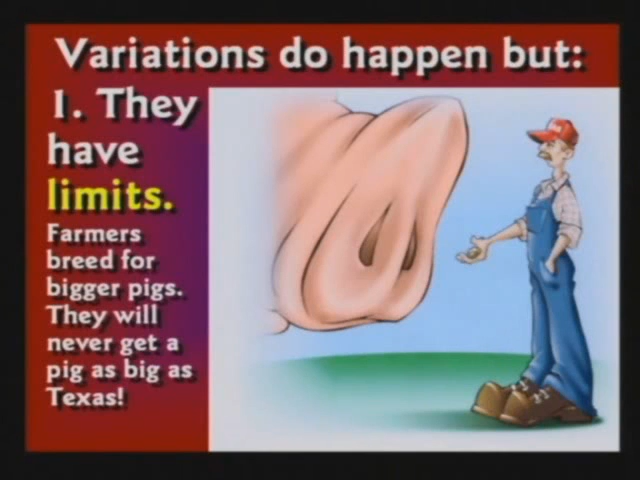 Variations do happen but:
1. They
have
limits.
Farmers
breed for
bigger pigs.
They will
never get a
pig as big as
Texas!